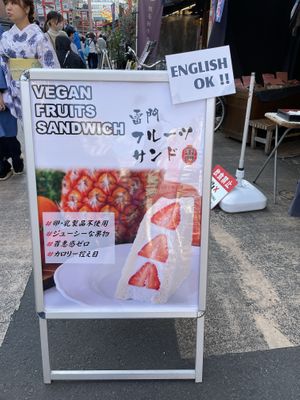 ENGLISH
OK !!
VEGAN
FRUITS
SANDWICH
雷門
フルーツ
サンド
#卵・乳製品不使用
#ジューシーな果物
#罪悪感ゼロ
#カロリー控え目